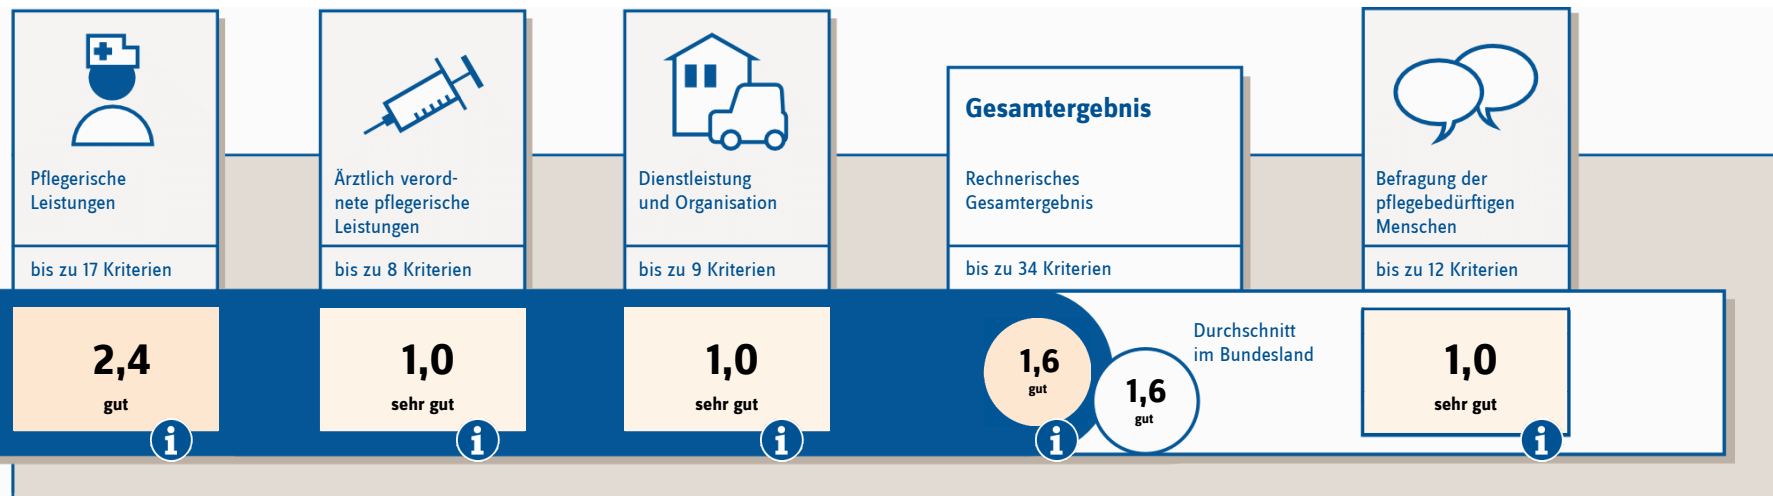 Pflegerische
Leistungen
bis zu 17 Kriterien
2,4
gut
i
Ärztlich verord-
nete pflegerische
Leistungen
bis zu 8 Kriterien
1,0
sehr gut
i
Dienstleistung
und Organisation
bis zu 9 Kriterien
1,0
sehr gut
i
Gesamtergebnis
Rechnerisches
Gesamtergebnis
bis zu 34 Kriterien
1,6
gut
i
Durchschnitt
im Bundesland
1,6
gut
Befragung der
pflegebedürftigen
Menschen
bis zu 12 Kriterien
1,0
sehr gut
i